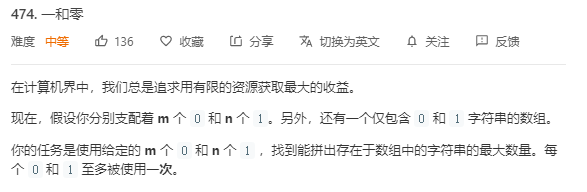 474. 一和零
难度 中等 136 收藏 分享 切换为英文 关注 反馈
在计算机界中，我们总是追求用有限的资源获取最大的收益。
现在，假设你分别支配着 m 个 0 和 n 个 1。另外，还有一个仅包含 0 和 1 字符串的数组。
你的任务是使用给定的 m 个 0 和 n 个 1 ，找到能拼出存在于数组中的字符串的最大数量。每
个 0 和 1 至多被使用一次。